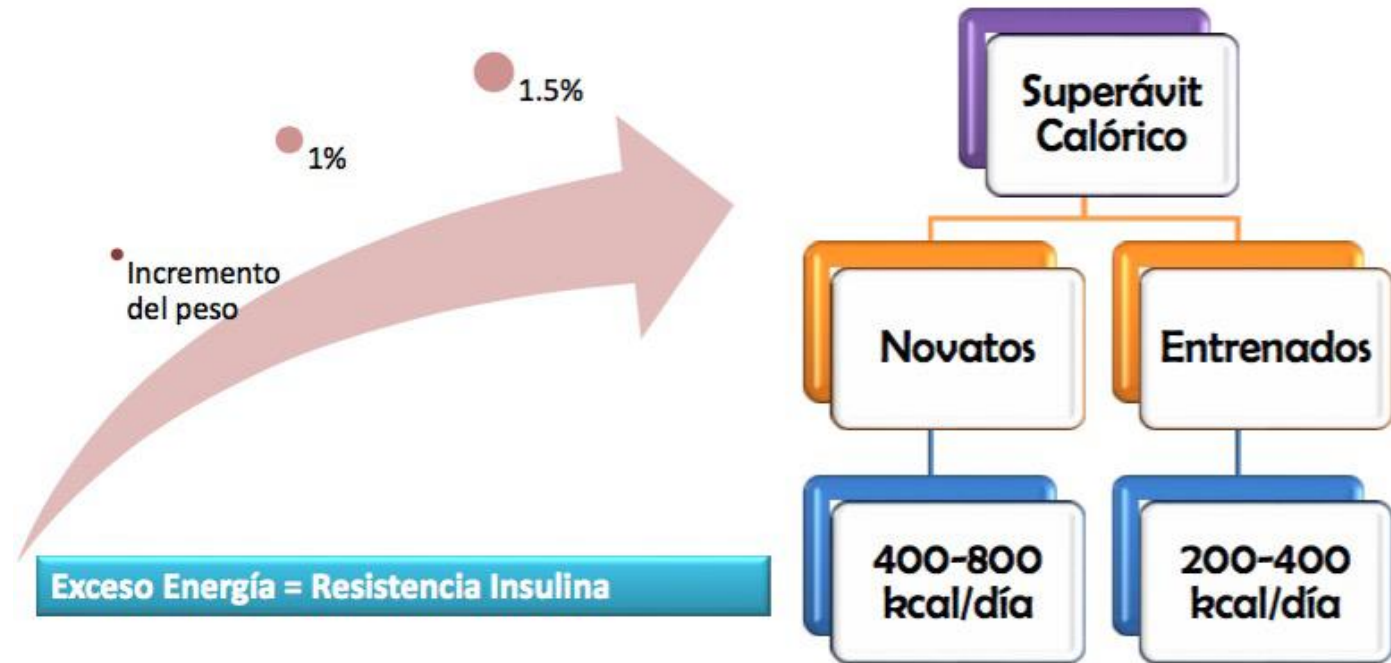 1.5%
1%
Incremento
del peso
Exceso Energía = Resistencia Insulina
Superávit
Calórico
Novatos
Entrenados
400-800
kcal/día
200-400
kcal/día